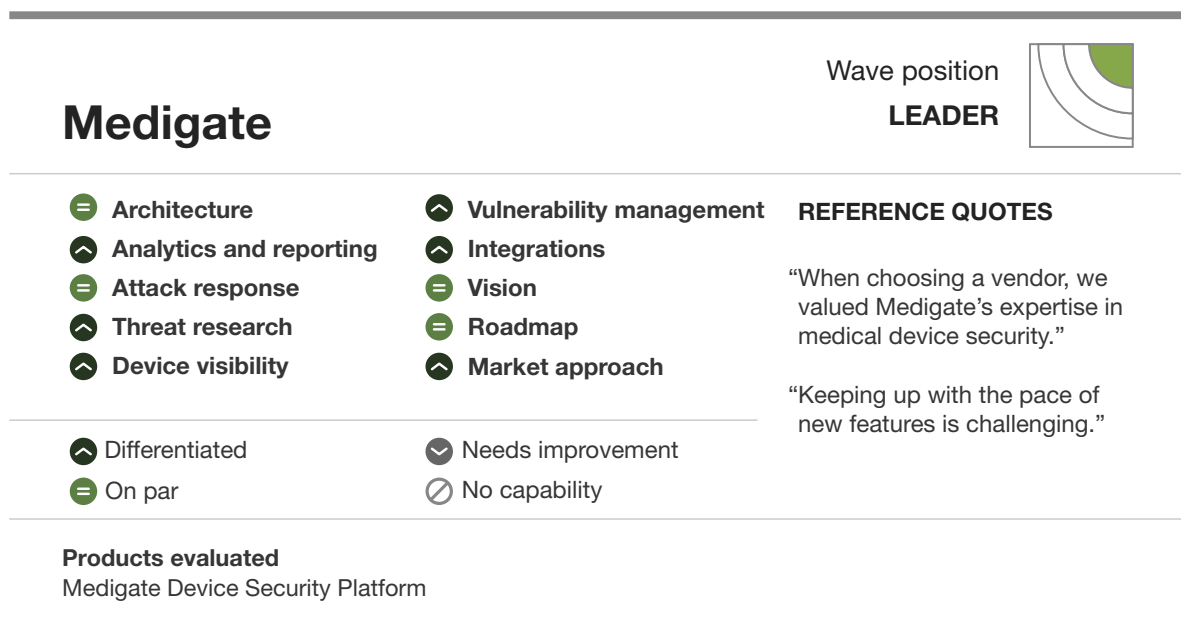 Wave position
LEADER
Medigate
Architecture
Analytics and reporting
Attack response
Threat research
Device visibility
Vulnerability management
Integrations
Vision
Roadmap
Market approach
REFERENCE QUOTES
“When choosing a vendor, we
valued Medigate’s expertise in
medical device security.”
“Keeping up with the pace of
new features is challenging.”
Differentiated
On par
Needs improvement
No capability
Products evaluated
Medigate Device Security Platform